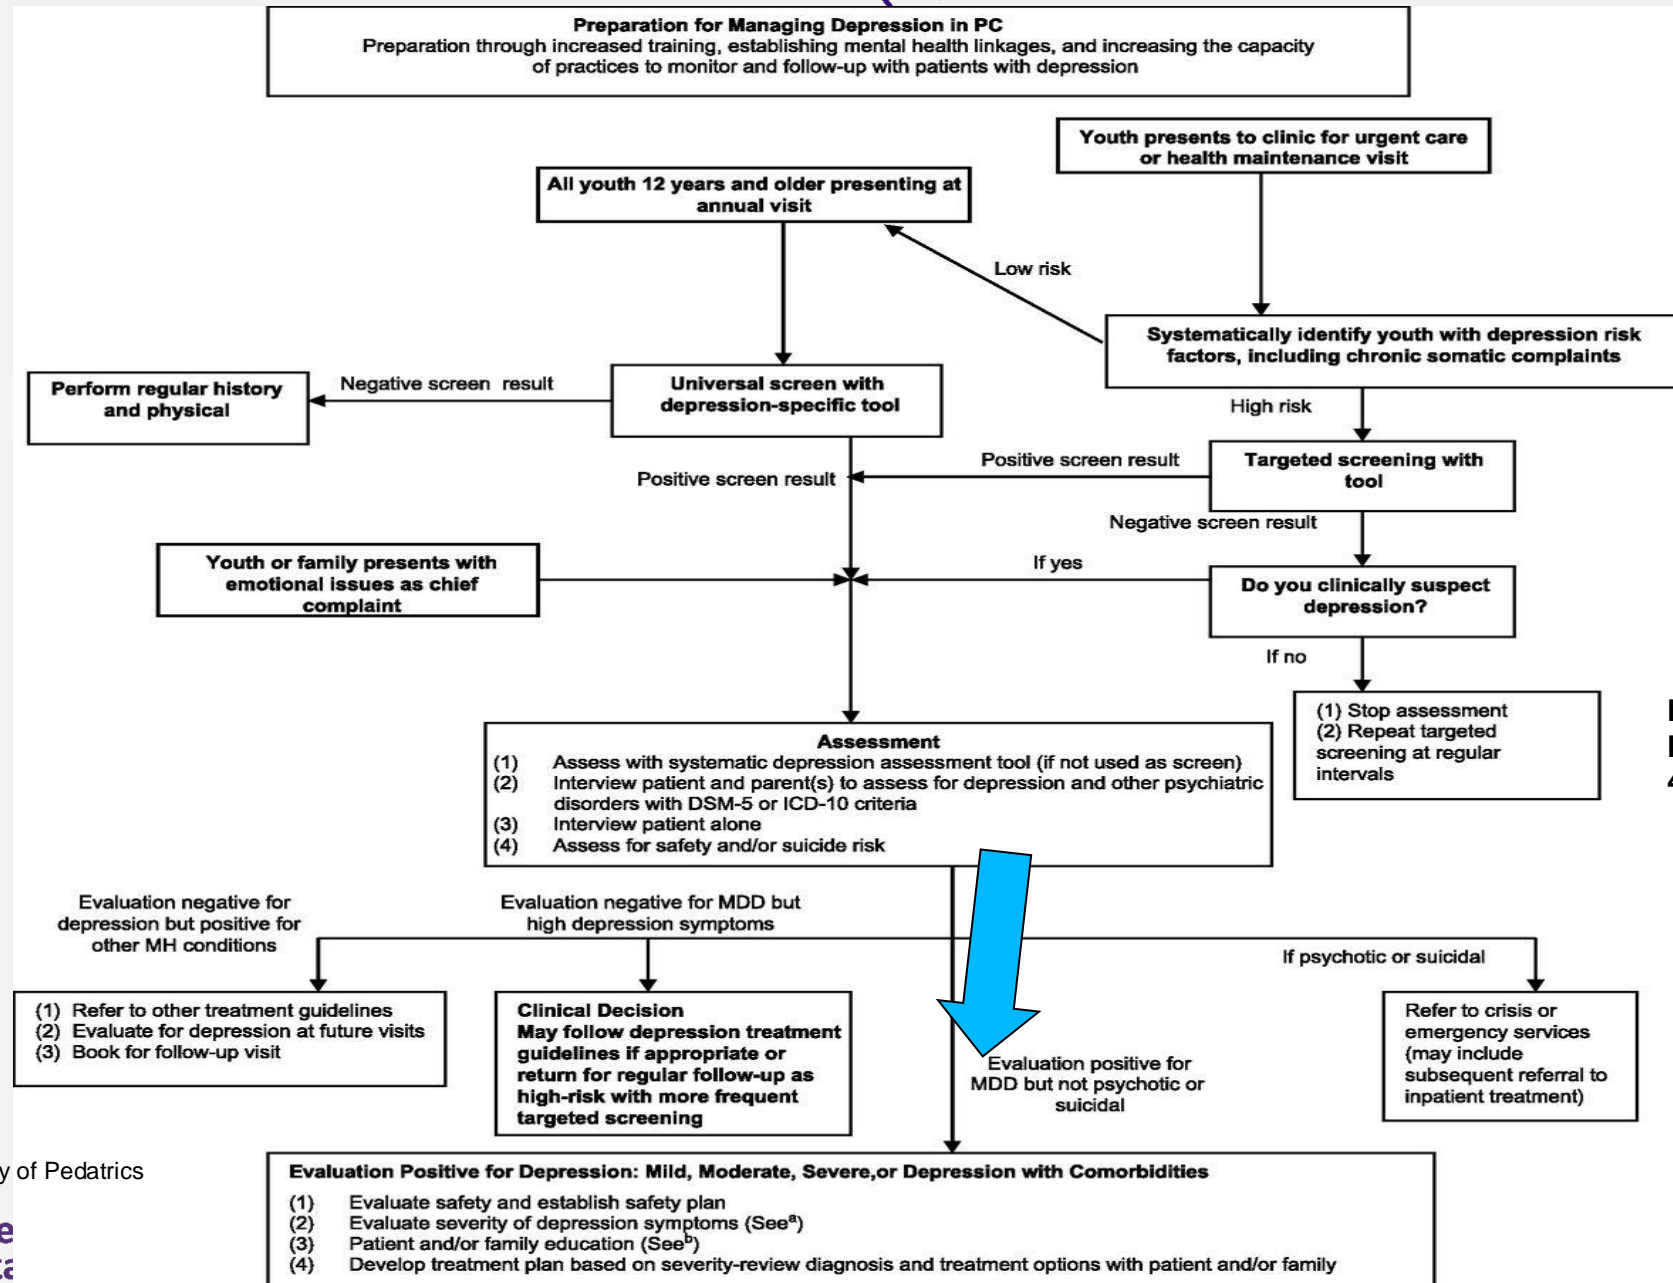 Preparation for Managing Depression in PC
Preparation through increased training, establishing mental health linkages, and increasing the capacity
of practices to monitor and follow-up with patients with depression
Youth presents to clinic for urgent care
or health maintenance visit
All youth 12 years and older presenting at
annual visit
Low risk
Systematically identify youth with depression risk
factors, including chronic somatic complaints
Perform regular history
and physical
Negative screen result
Universal screen with
depression-specific tool
High risk
Positive screen result
Positive screen result
Targeted screening with
tool
Negative screen result
Youth or family presents with
emotional issues as chief
complaint
If yes
Do you clinically suspect
depression?
If no
(1) Stop assessment
(2) Repeat targeted
screening at regular
intervals
Assessment
(1) Assess with systematic depression assessment tool (if not used as screen)
(2) Interview patient and parent(s) to assess for depression and other psychiatric
disorders with DSM-5 or ICD-10 criteria
(3) Interview patient alone
(4) Assess for safety and/or suicide risk
Evaluation negative for
depression but positive for
other MH conditions
Evaluation negative for MDD but
high depression symptoms
If psychotic or suicidal
(1) Refer to other treatment guidelines
(2) Evaluate for depression at future visits
(3) Book for follow-up visit
Clinical Decision
May follow depression treatment
guidelines if appropriate or
return for regular follow-up as
high-risk with more frequent
targeted screening
Evaluation positive for
MDD but not psychotic or
suicidal
Refer to crisis or
emergency services
(may include
subsequent referral to
inpatient treatment)
y of Pedatrics
Evaluation Positive for Depression: Mild, Moderate, Severe,or Depression with Comorbidities
(1) Evaluate safety and establish safety plan
(2) Evaluate severity of depression symptoms (See a)
(3) Patient and/or family education (See b)
(4) Develop treatment plan based on severity-review diagnosis and treatment options with patient and/or family